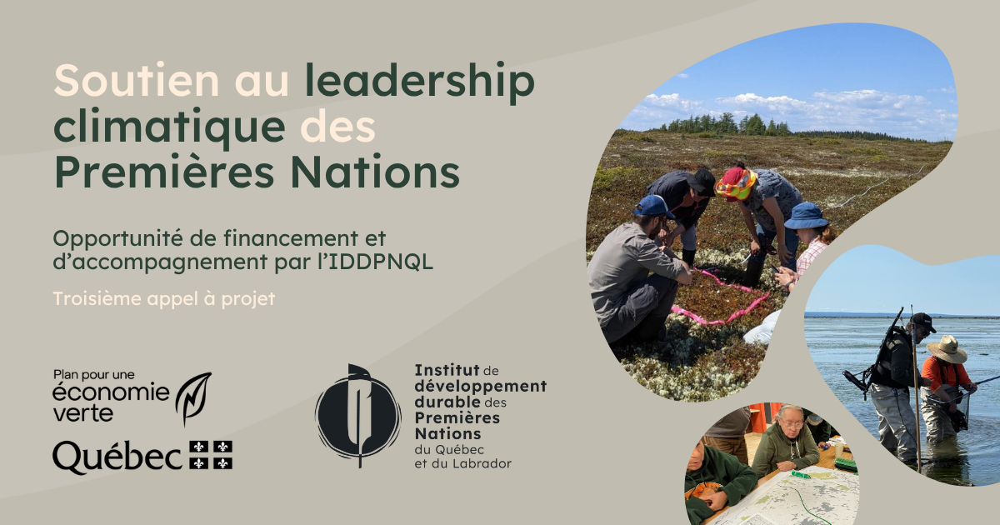 Soutien au leadership
climatique des
Premières Nations
Opportunité de financement et
d’accompagnement par l’IDDPNQL
Troisième appel à projet
Plan pour une
économie
verte
Québec
Institut de
développement
durable des
Premières
Nations
du Québec
et du Labrador